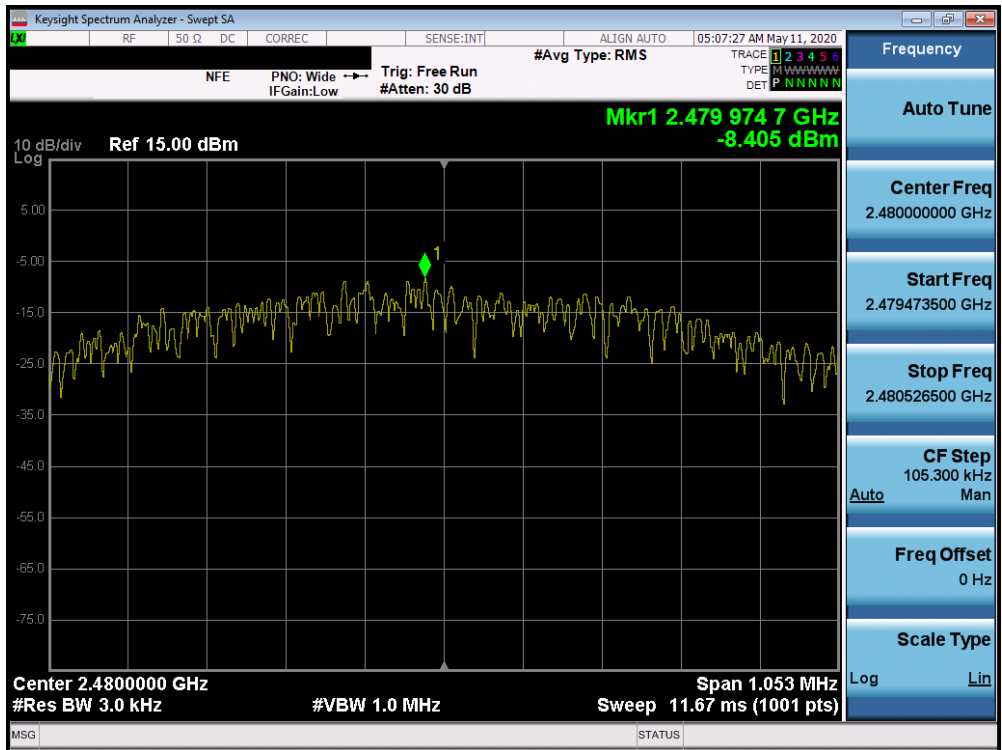 Keysight Spectrum Analyzer - Swept SA
LXI RF 50 Ω DC CORREC SENSE:INT ALIGN AUTO 05:07:27 AM May 11, 2020
#Avg Type: RMS
TRACE 1 2 3 4 5 6
TYPE M WWWWW
DET P N N N N N
NFE PNO: Wide Trig: Free Run
IFGain:Low #Atten: 30 dB
Mkr1 2.479 974 7 GHz
-8.405 dBm
10 dB/div Ref 15.00 dBm
Log
1
5.00
-5.00
-15.0
-25.0
-35.0
-45.0
-55.0
-65.0
-75.0
Center 2.4800000 GHz Span 1.053 MHz
#Res BW 3.0 kHz #VBW 1.0 MHz Sweep 11.67 ms (1001 pts)
MSG STATUS
Frequency
Auto Tune
Center Freq
2.480000000 GHz
Start Freq
2.479473500 GHz
Stop Freq
2.480526500 GHz
CF Step
105.300 kHz
Auto Man
Freq Offset
0 Hz
Scale Type
Log Lin